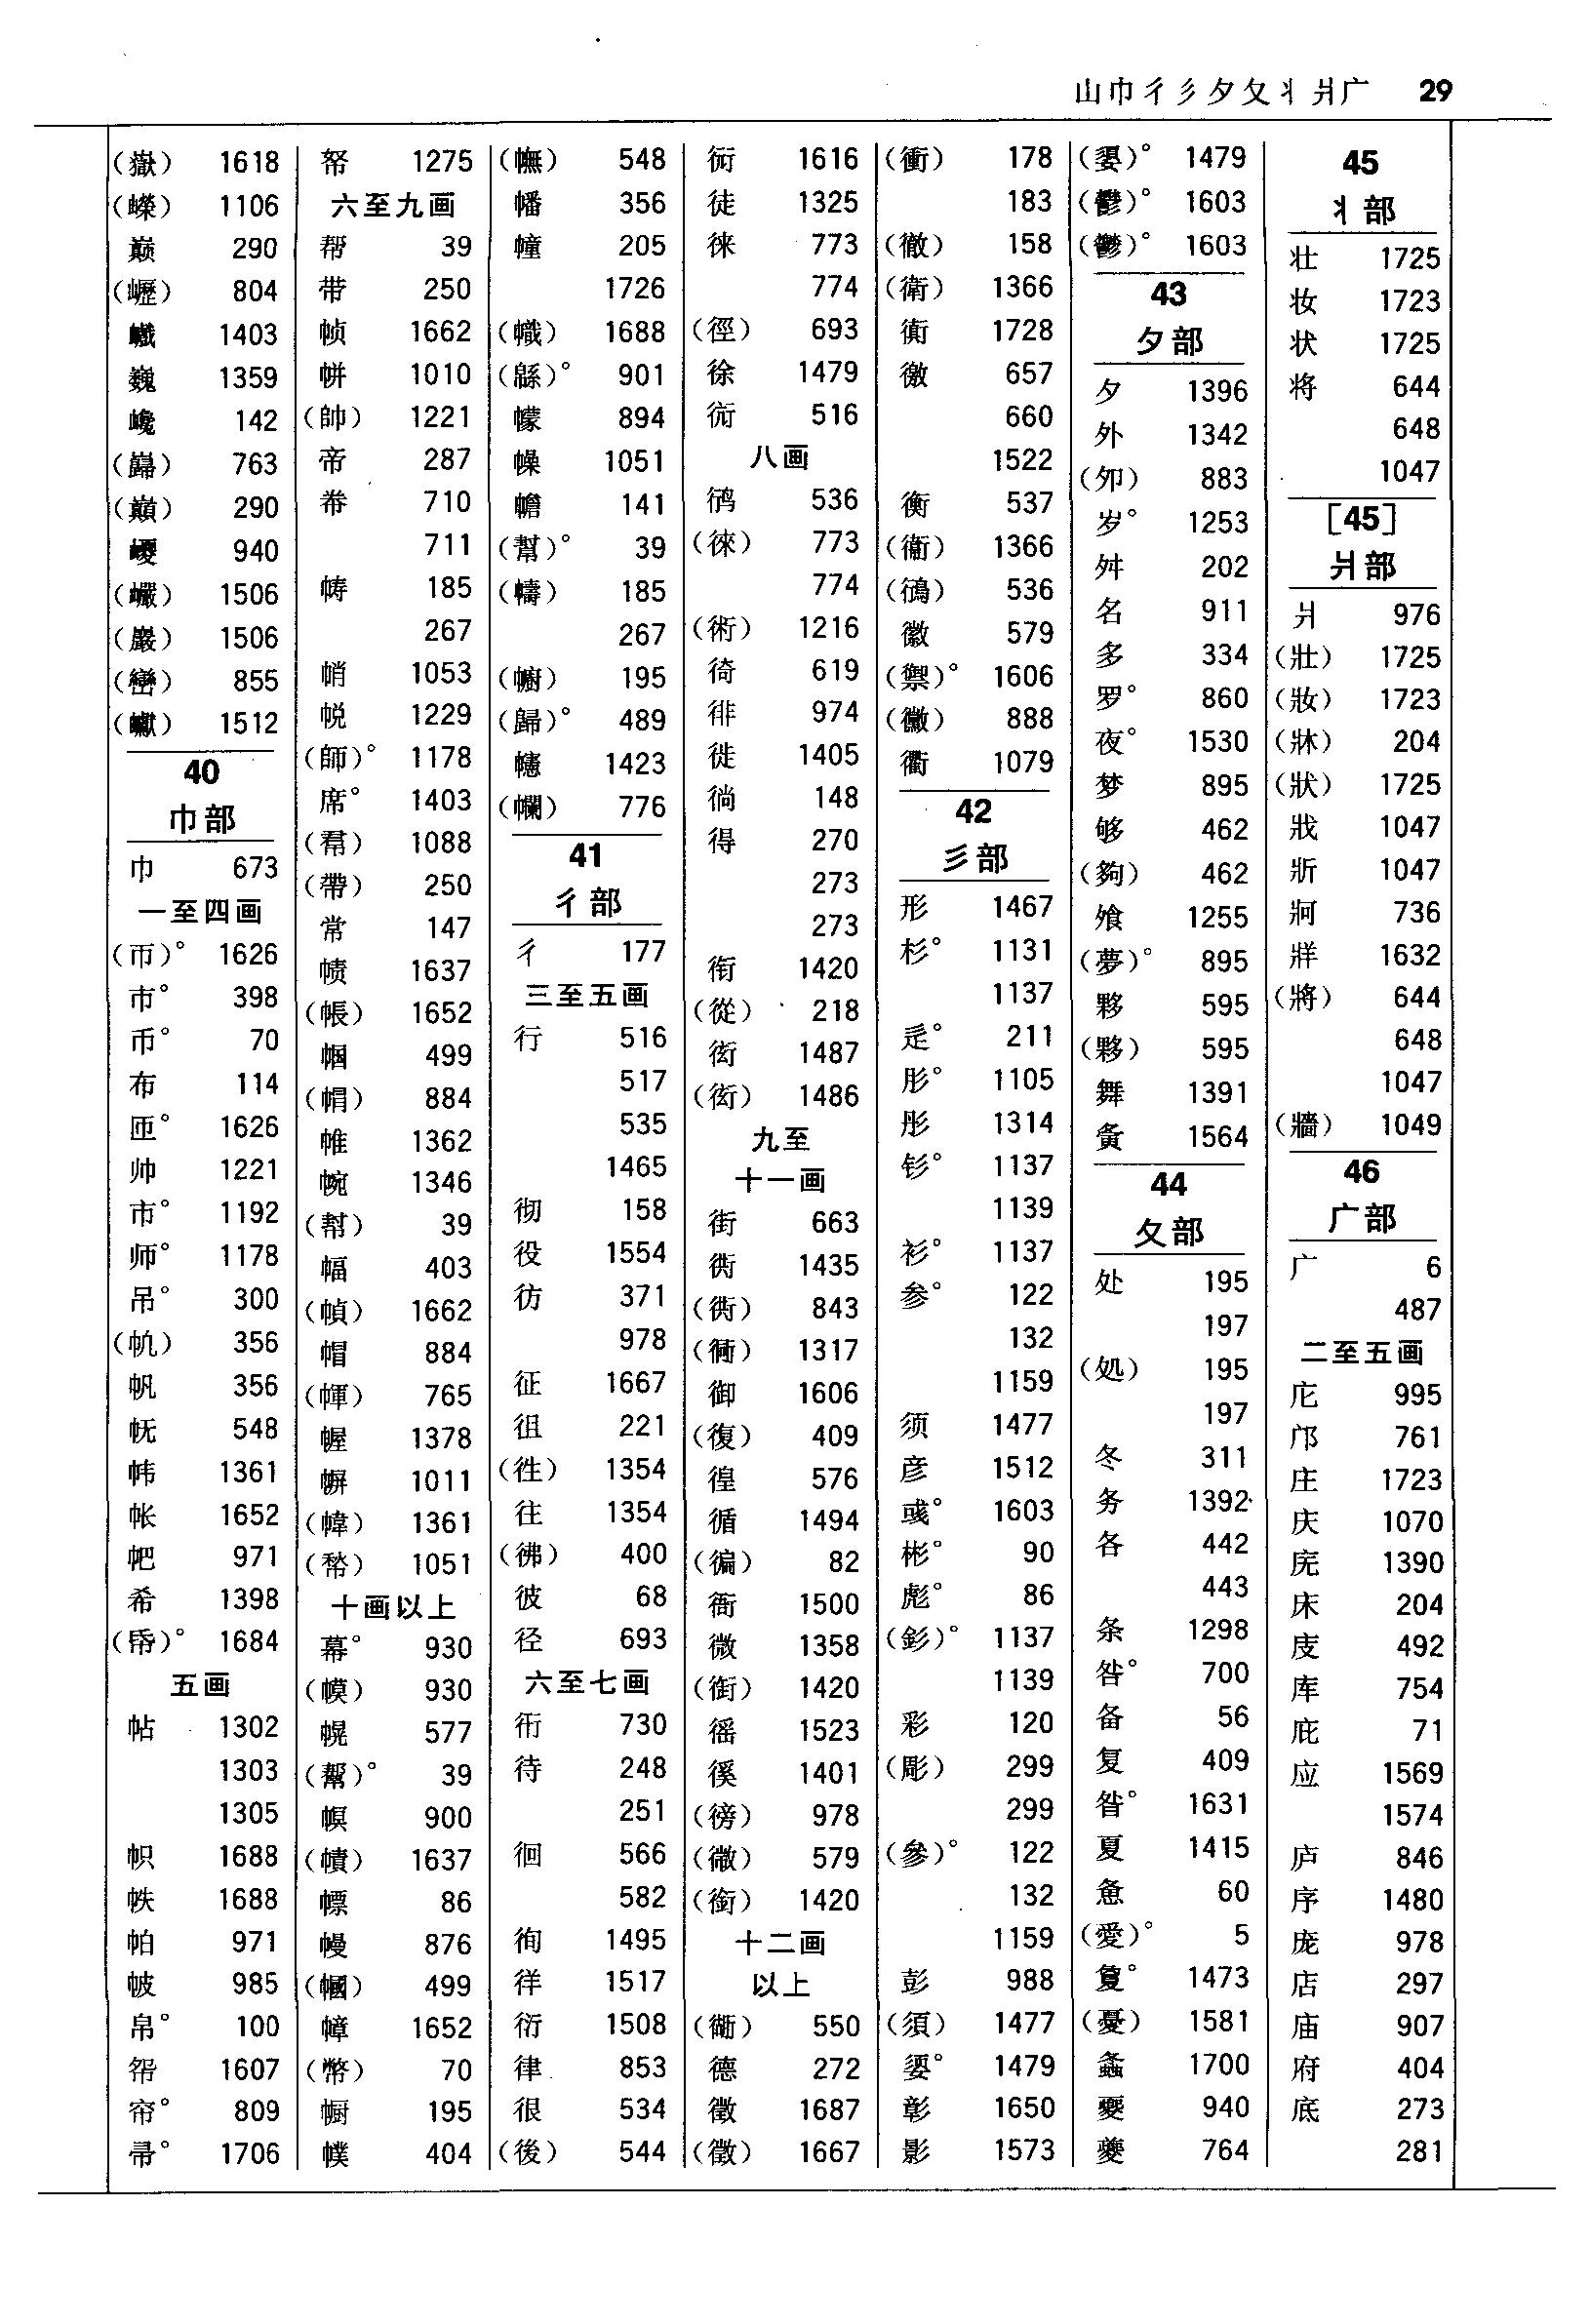 山巾彳彡夕夂丬爿广 29
(嶽) 1618
(嶸) 1106
巅 290
(巊) 804
1403
巍 1359
巉 142
(巋) 763
(巔) 290
940
(巘) 1506
(巖) 1506
(巒) 855
1512
40
巾部
巾 673
一至四画
(帀)° 1626
巿° 398
币° 70
布 114
匝° 1626
帅 1221
市° 1192
师° 1178
吊° 300
(帆) 356
帆 356
怃 548
帏 1361
帐 1652
帊 971
希 1398
(帋)° 1684
五画
帖 1302
1303
1305
帜 1688
帙 1688
帕 971
帔 985
帛° 100
帤 1607
帘° 809
帚° 1706
帑 1275
六至九画
帮 39
带 250
帧 1662
帡 1010
(帥) 1221
帝 287
帣 710
711
帱 185
267
帩 1053
帨 1229
(師)° 1178
席° 1403
(帬) 1088
(帶) 250
常 147
帻 1637
(帳) 1652
帼 499
(帽) 884
帷 1362
帵 1346
(幇) 39
幅 403
(幀) 1662
帽 884
(幝) 765
幄 1378
帲 1011
(幃) 1361
(幣) 1051
十画以上
幕° 930
(幙) 930
幌 577
(幫)° 39
幎 900
(幘) 1637
幖 86
幔 876
(幗) 499
幛 1652
(幣) 70
幮 195
幞 404
(幠) 548
幡 356
幢 205
1726
(幟) 1688
(緜)° 901
幪 894
幧 1051
幨 141
(幫)° 39
(幬) 185
267
(幮) 195
(歸)° 489
幰 1423
(幱) 776
41
彳部
彳 177
三至五画
行 516
517
535
1465
彻 158
役 1554
彷 371
978
征 1667
徂 221
(徃) 1354
往 1354
(彿) 400
彼 68
径 693
六至七画
衎 730
待 248
251
徊 566
582
徇 1495
徉 1517
衍 1508
律 853
很 534
(後) 544
衏 1616
徒 1325
徕 773
774
(徑) 693
徐 1479
衒 516
八画
鸻 536
(徠) 773
774
(術) 1216
徛 619
徘 974
徙 1405
徜 148
得 270
273
273
衔 1420
(從) 218
衒 1487
(衒) 1486
九至
十一画
街 663
衖 1435
(衖) 843
(衕) 1317
御 1606
(復) 409
徨 576
循 1494
(徧) 82
衙 1500
微 1358
(銜) 1420
徭 1523
徯 1401
(徬) 978
(徽) 579
(銜) 1420
十二画
以上
(衚) 550
德 272
徵 1687
(徵) 1667
(衝) 178
183
(徹) 158
(衛) 1366
衠 1728
徼 657
660
1522
衡 537
(衞) 1366
(鴴) 536
徽 579
(禦)° 1606
(黴) 888
衢 1079
42
彡部
形 1467
杉° 1131
1137
辵° 211
肜° 1105
彤 1314
钐° 1137
1139
衫° 1137
参° 122
132
1159
须 1477
彦 1512
彧° 1603
彬° 90
彪° 86
(釤)° 1137
1139
彩 120
(彫) 299
299
(參)° 122
132
1159
彭 988
(須) 1477
媭° 1479
彰 1650
影 1573
(嬃)° 1479
(鬱)° 1603
(鬱)° 1603
43
夕部
夕 1396
外 1342
(夘) 883
岁° 1253
舛 202
名 911
多 334
罗° 860
夜° 1530
梦 895
够 462
(夠) 462
飧 1255
(夢)° 895
夥 595
(夥) 595
舞 1391
夤 1564
44
夂部
处 195
197
(処) 195
197
冬 311
务 1392
各 442
443
条 1298
咎° 700
备 56
复 409
昝° 1631
夏 1415
惫 60
(愛)° 5
敻° 1473
(憂) 1581
螽 1700
夒 940
夔 764
45
丬部
壮 1725
妆 1723
状 1725
将 644
648
1047
[45]
爿部
爿 976
(壯) 1725
(妝) 1723
(牀) 204
(狀) 1725
戕 1047
斨 1047
牁 736
牂 1632
(將) 644
648
1047
(牆) 1049
46
广部
广 6
487
二至五画
庀 995
邝 761
庄 1723
庆 1070
庑 1390
床 204
庋 492
库 754
庇 71
应 1569
1574
庐 846
序 1480
庞 978
店 297
庙 907
府 404
底 273
281